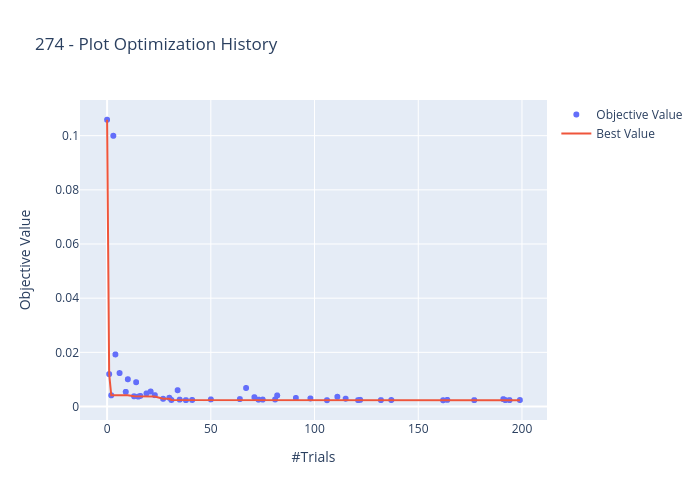 274 - Plot Optimization History
Objective Value
Best Value
Objective Value
0.1
0.08
0.06
0.04
0.02
0
0
50
100
150
200
#Trials